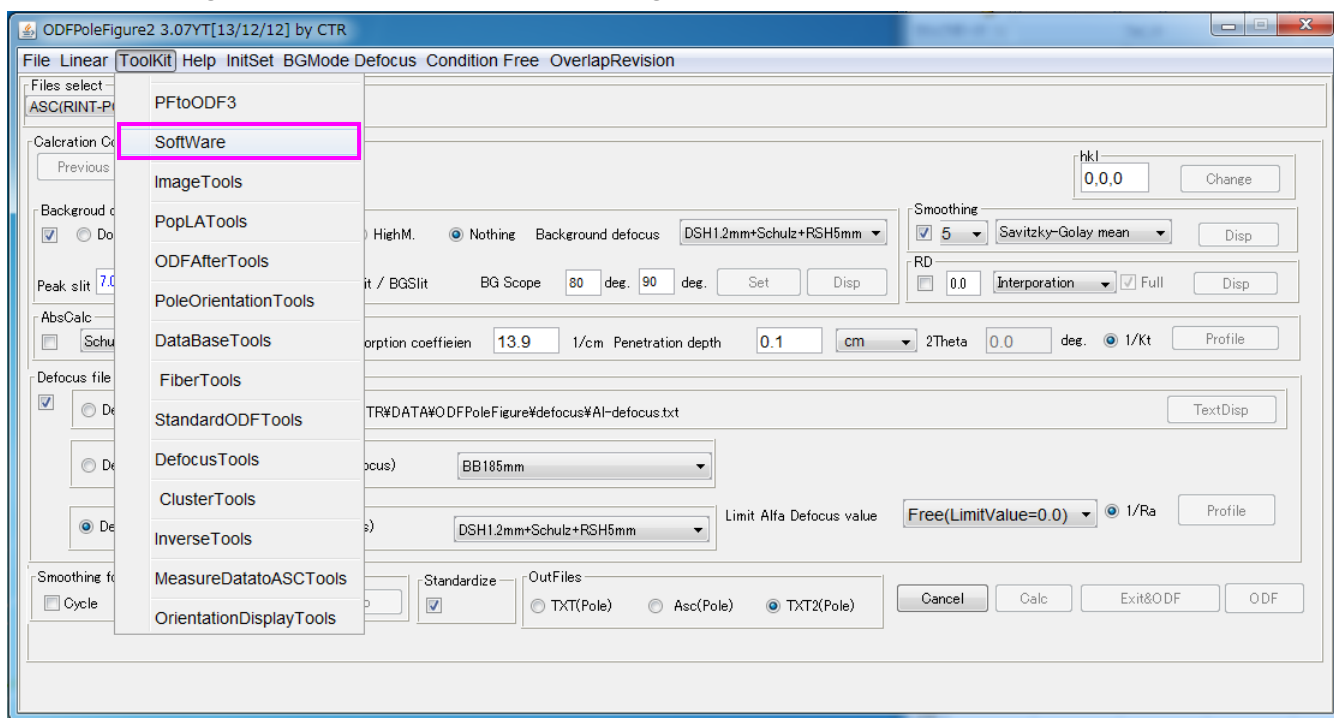 ODFPoleFigure2 3.07YT[13/12/12] by CTR
File Linear ToolKit Help InitSet BGMode Defocus Condition Free OverlapRevision
Files select
ASC(RINT-P
PFtoODF3
SoftWare
ImageTools
PopLATools
ODFAfterTools
PoleOrientationTools
DataBaseTools
FiberTools
StandardODFTools
DefocusTools
ClusterTools
InverseTools
MeasureDatatoASCTools
OrientationDisplayTools
Calcration Co
Previous
hkl
0,0,0 Change
Backgroud d
Do
HighM. Nothing Background defocus DSH1.2mm+Schulz+RSH5mm
Smoothing
5 Savitzky-Golay mean Disp
Peak slit 7.0
it / BGSlit BG Scope 80 deg. 90 deg. Set Disp
RD
0.0 Interporation Full Disp
AbsCalc
Schu
orption coeffieien 13.9 1/cm Penetration depth 0.1 cm 2Theta 0.0 deg. 1/Kt Profile
Defocus file
De
TR¥DATA¥ODFPoleFigure¥defocus¥Al-defocus.txt TextDisp
De
ocus) BB185mm
De
s) DSH1.2mm+Schulz+RSH5mm Limit Alfa Defocus value Free(LimitValue=0.0) 1/Ra Profile
Smoothing fo
Cycle
Standardize
OutFiles
TXT(Pole) Asc(Pole) TXT2(Pole)
Cancel Calc Exit&ODF ODF